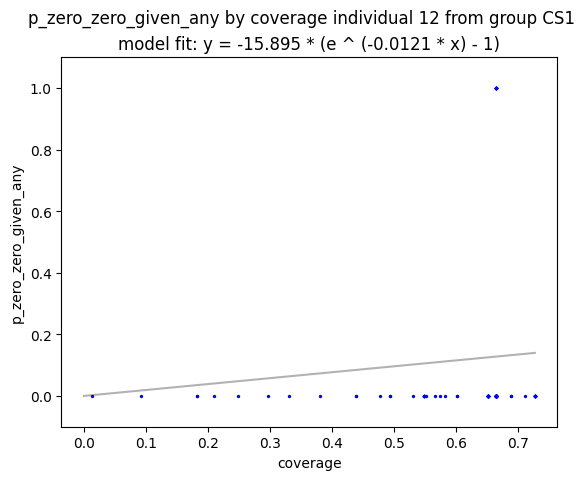 p_zero_zero_given_any by coverage individual 12 from group CS1
model fit: y = -15.895 * (e ^ (-0.0121 * x) - 1)
1.0
0.8
0.6
0.4
0.2
0.0
p_zero_zero_given_any
0.0 0.1 0.2 0.3 0.4 0.5 0.6 0.7
coverage